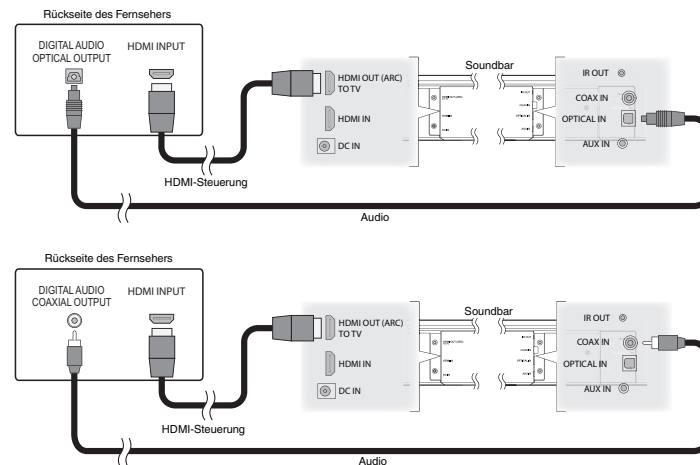 Rückseite des Fernsehers
DIGITAL AUDIO
OPTICAL OUTPUT
HDMI INPUT
HDMI-Steuerung
HDMI OUT (ARC)
TO TV
HDMI IN
DC IN
Soundbar
IR OUT
COAX IN
OPTICAL IN
AUX IN
Audio
Rückseite des Fernsehers
DIGITAL AUDIO
COAXIAL OUTPUT
HDMI INPUT
HDMI-Steuerung
HDMI OUT (ARC)
TO TV
HDMI IN
DC IN
Soundbar
IR OUT
COAX IN
OPTICAL IN
AUX IN
Audio